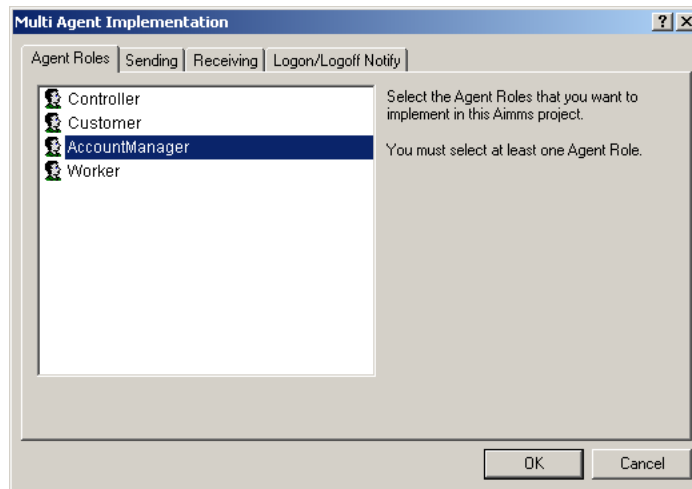 Multi Agent Implementation
Agent Roles Sending Receiving Logon/Logoff Notify
Controller
Customer
AccountManager
Worker
Select the Agent Roles that you want to
implement in this Aimms project.
You must select at least one Agent Role.
OK Cancel